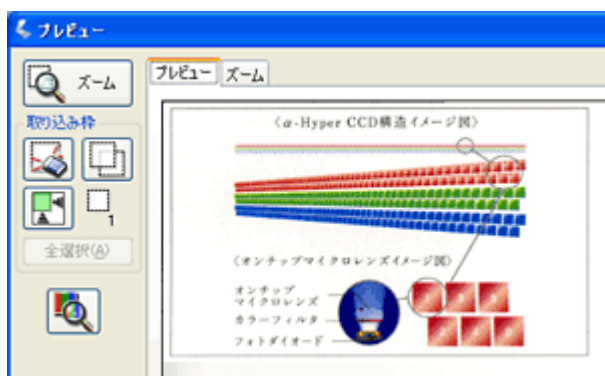 プレビュー
ズーム
プレビュー
ズーム
取り込み枠
1
全選択(A)
〈α-Hyper CCD構造イメージ図〉
〈オンチップマイクロレンズイメージ図〉
オンチップ
マイクロレンズ
カラーフィルタ
フォトダイオード